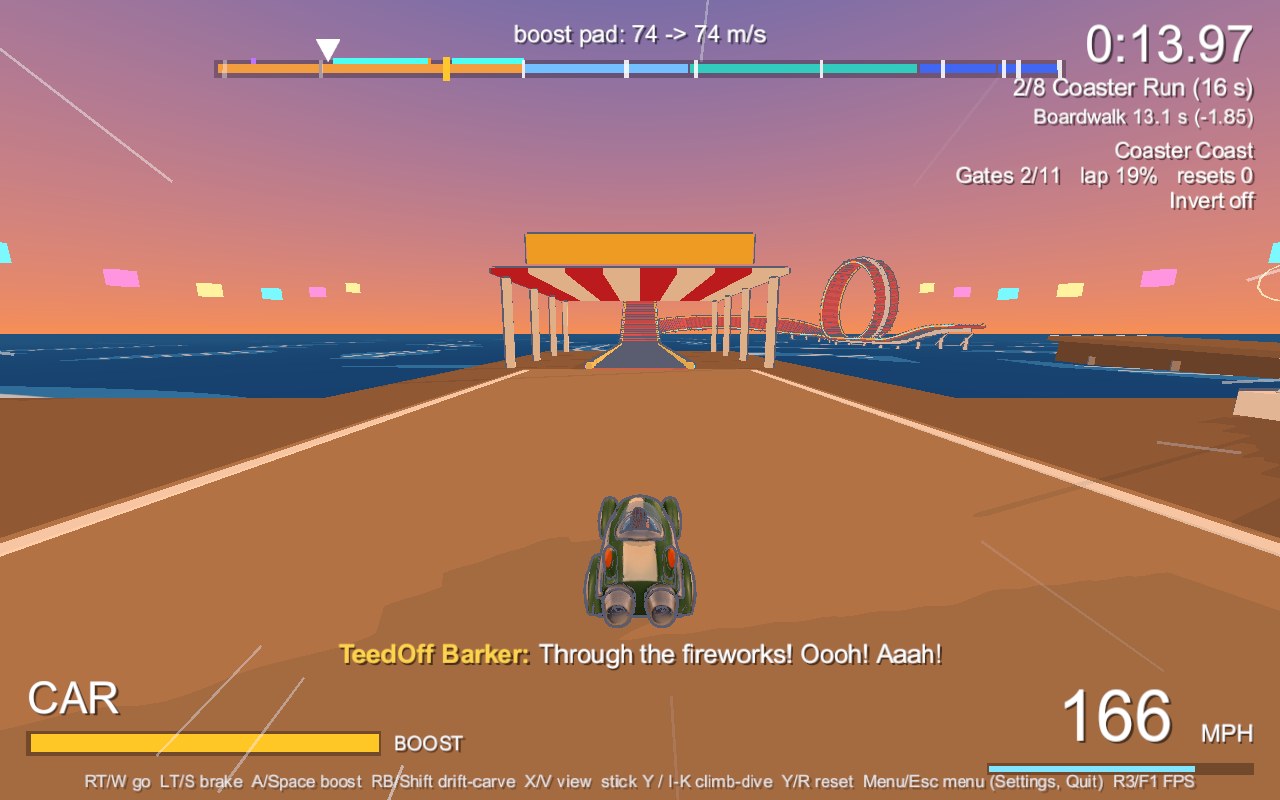 boost pad: 74 -> 74 m/s
0:13.97
2/8 Coaster Run (16 s)
Boardwalk 13.1 s (-1.85)
Coaster Coast
Gates 2/11 lap 19% resets 0
Invert off
TeedOff Barker: Through the fireworks! Oooh! Aaah!
CAR
BOOST
166 MPH
RT/W go LT/S brake A/Space boost RB/Shift drift-carve X/V view stick Y / I-K climb-dive Y/R reset Menu/Esc menu (Settings, Quit) R3/F1 FPS